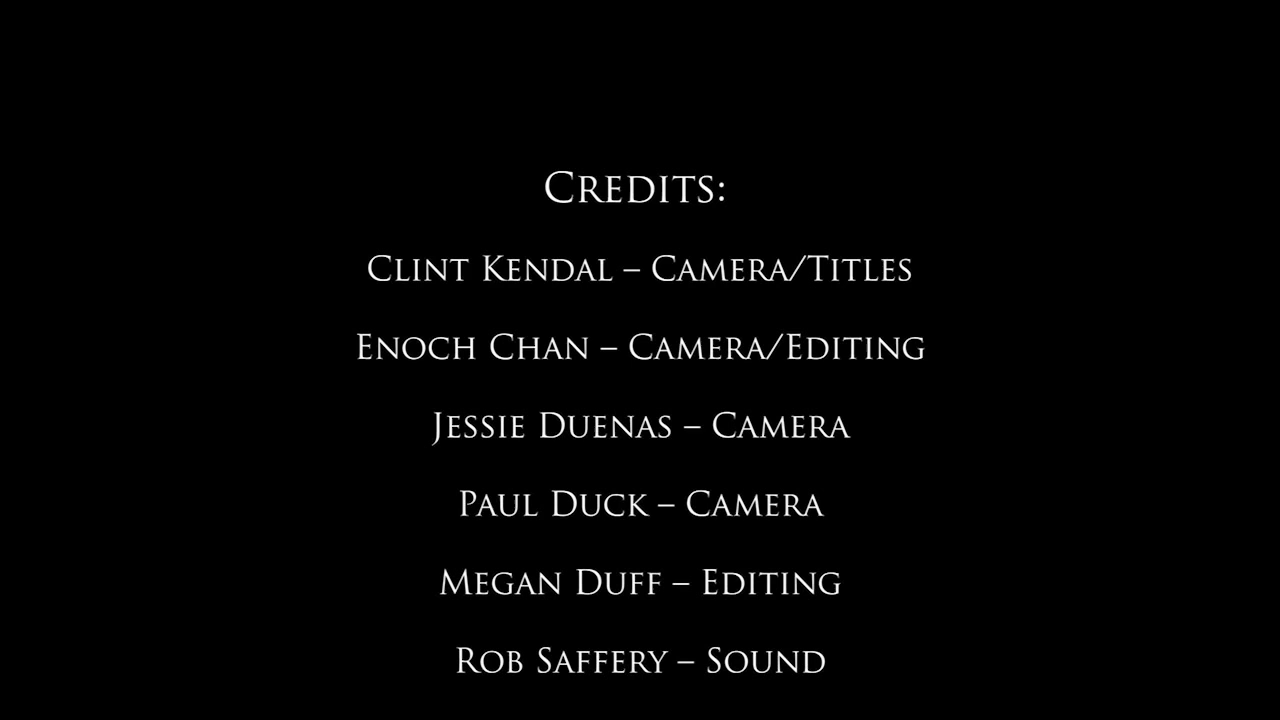 Credits:
Clint Kendal – Camera/Titles
Enoch Chan – Camera/Editing
Jessie Duenas – Camera
Paul Duck – Camera
Megan Duff – Editing
Rob Saffery – Sound